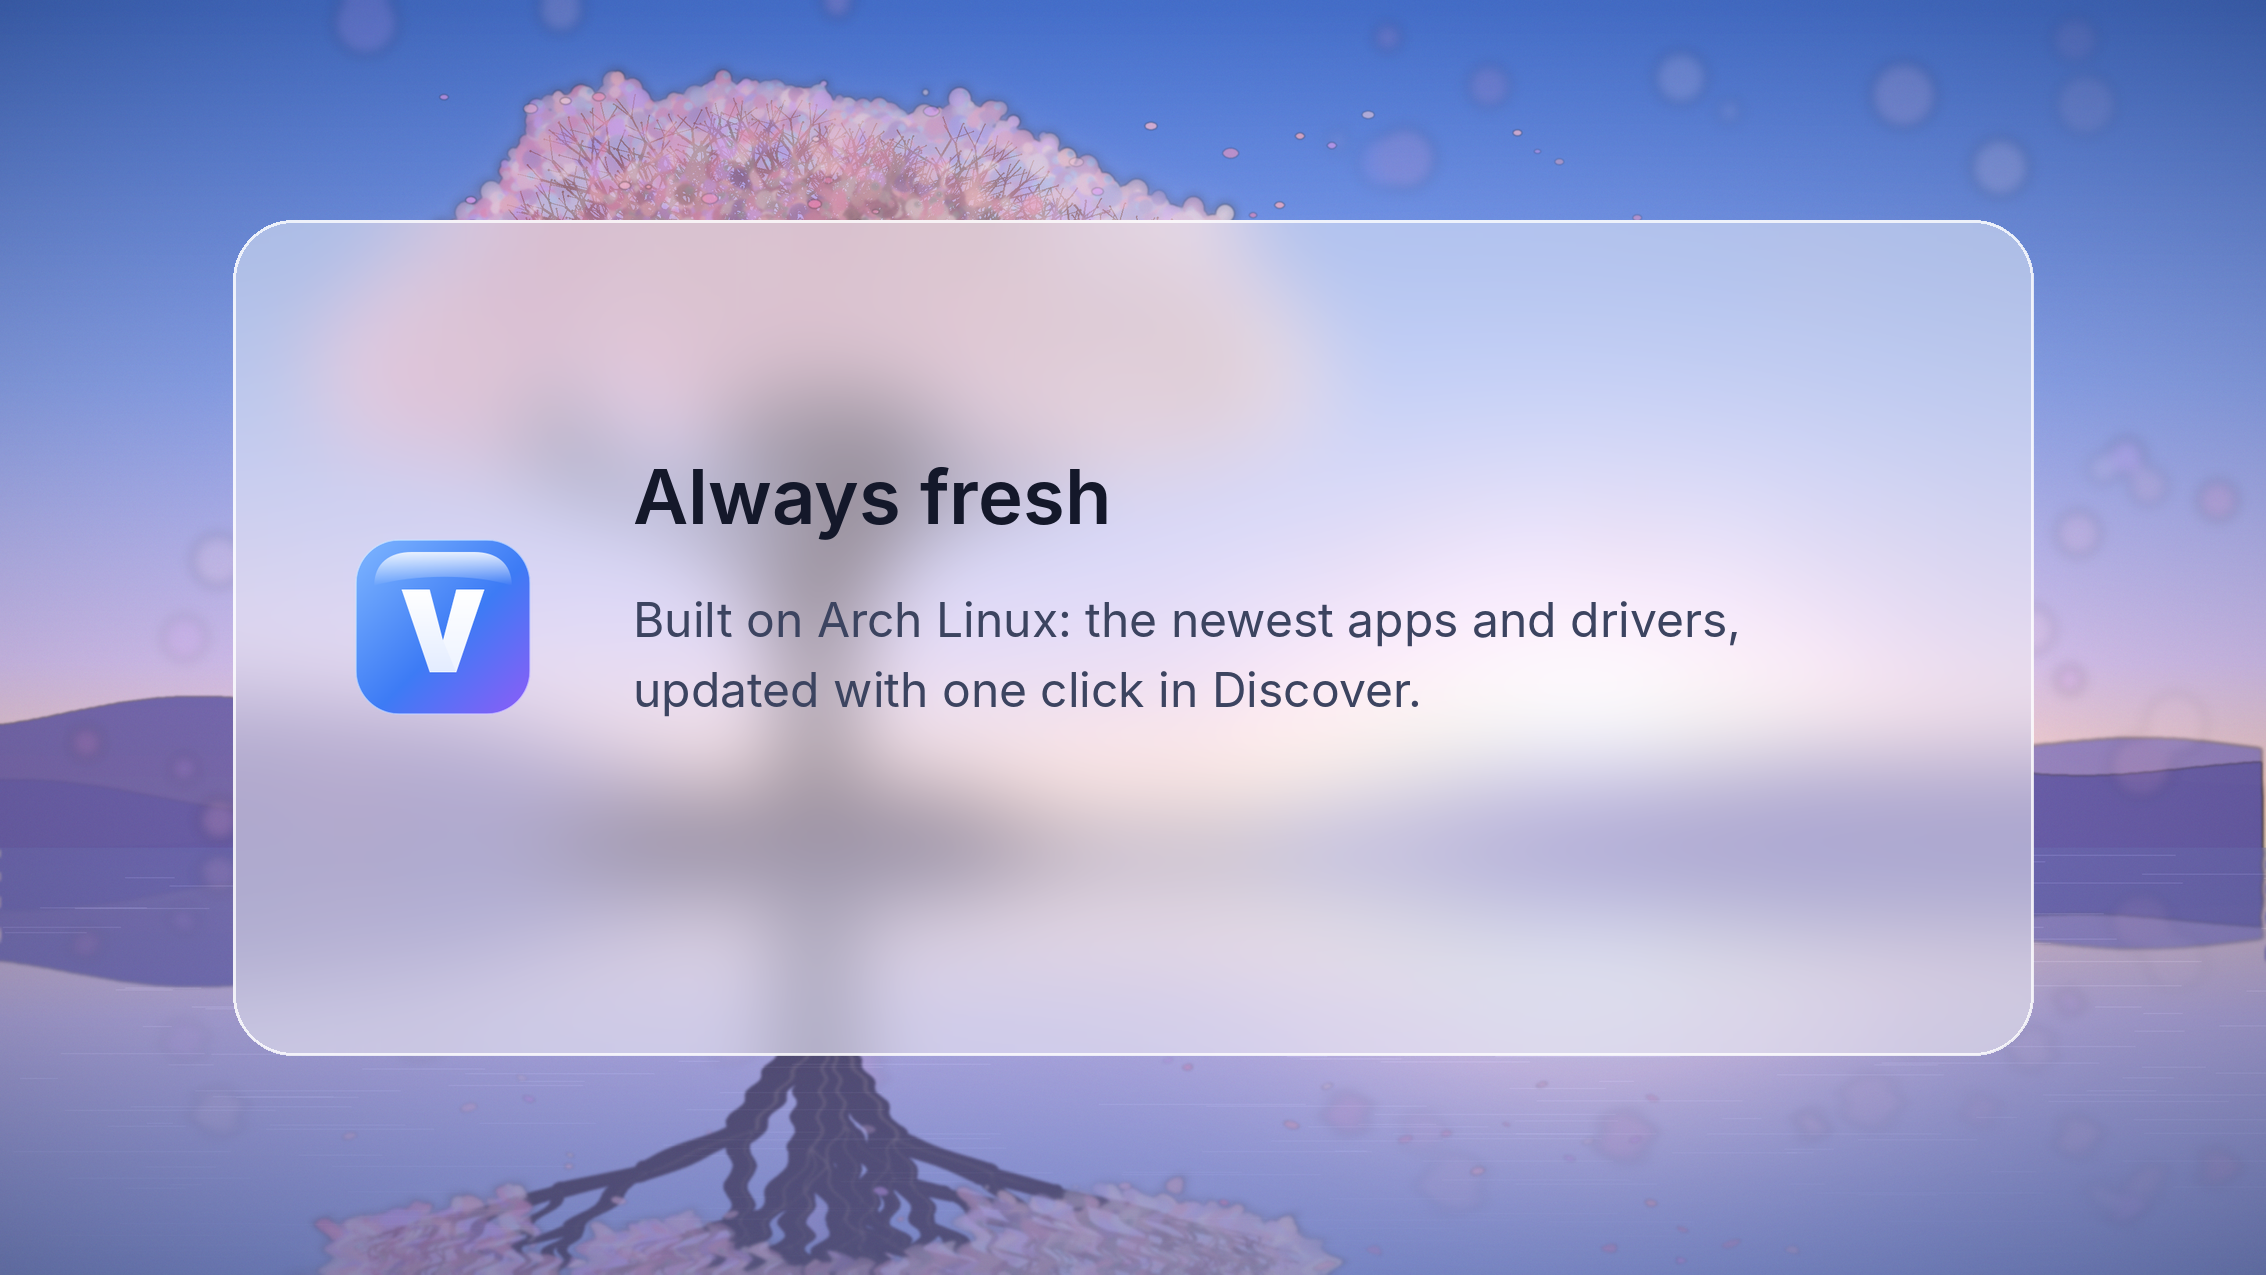 Always fresh
V
Built on Arch Linux: the newest apps and drivers,
updated with one click in Discover.